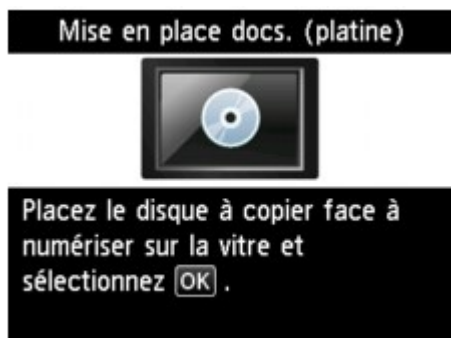 Mise en place docs. (platine)
Placez le disque à copier face à
numériser sur la vitre et
sélectionnez OK .